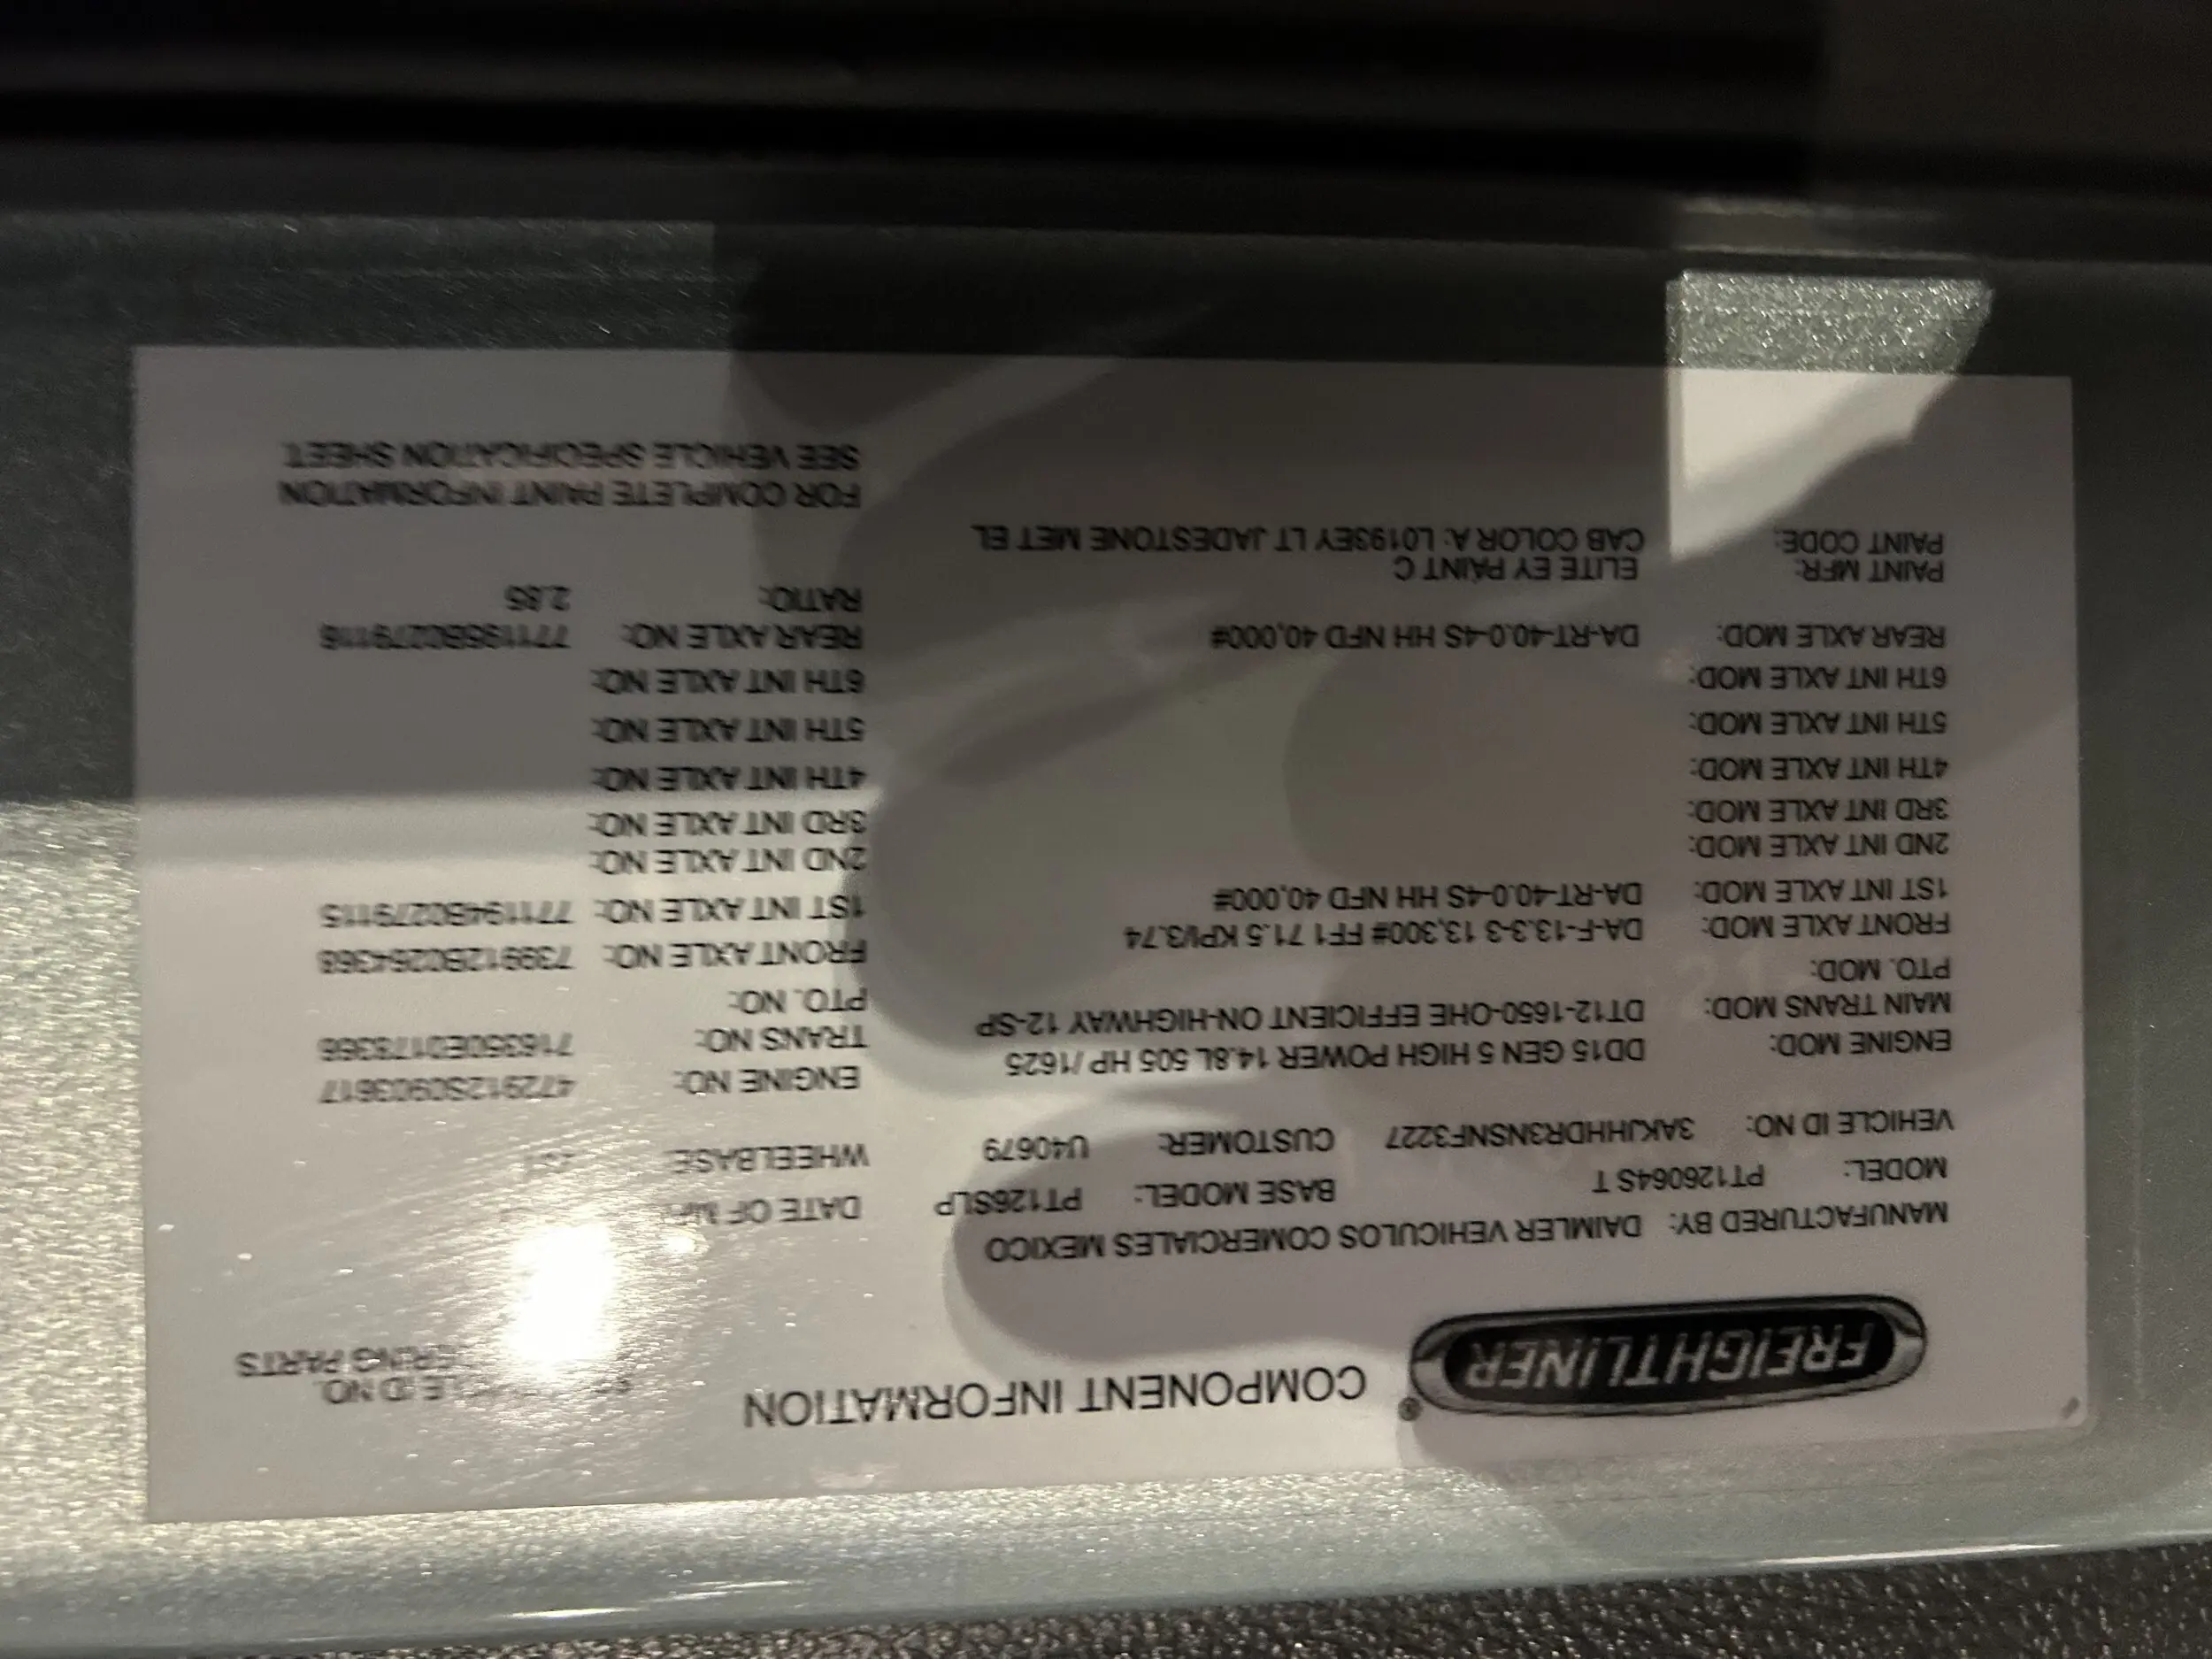 FREIGHTLINER®
COMPONENT INFORMATION
LE ID NO.
ERING PARTS
MANUFACTURED BY: DAIMLER VEHICULOS COMERCIALES MEXICO
MODEL: PT126064S T BASE MODEL: PT126SLP DATE OF
VEHICLE ID NO: 3AKJHHDR3NSNF3227 CUSTOMER: U40679 WHEELBASE:
ENGINE MOD: DD15 GEN 5 HIGH POWER 14.8L 505 HP / 1625 ENGINE NO: 472912S0903617
MAIN TRANS MOD: DT12-1650-OHE EFFICIENT ON-HIGHWAY 12-SP TRANS NO:
PTO. MOD: PTO. NO:
FRONT AXLE MOD: DA-F-13.3-3 13,300# FF1 71.5 KPI/3.74 FRONT AXLE NO: 739912B0264368
1ST INT AXLE MOD: DA-RT-40.0-4S HH NFD 40,000# 1ST INT AXLE NO: 771194B0279115
2ND INT AXLE MOD: 2ND INT AXLE NO:
3RD INT AXLE MOD: 3RD INT AXLE NO:
4TH INT AXLE MOD: 4TH INT AXLE NO:
5TH INT AXLE MOD: 5TH INT AXLE NO:
6TH INT AXLE MOD: 6TH INT AXLE NO:
REAR AXLE MOD: DA-RT-40.0-4S HH NFD 40,000# REAR AXLE NO: 771195B0279116
RATIO: 2.85
PAINT MFR: ELITE EY PAINT C
PAINT CODE: CAB COLOR A: L0193EY LT JADESTONE MET EL
FOR COMPLETE PAINT INFORMATION
SEE VEHICLE SPECIFICATION SHEET